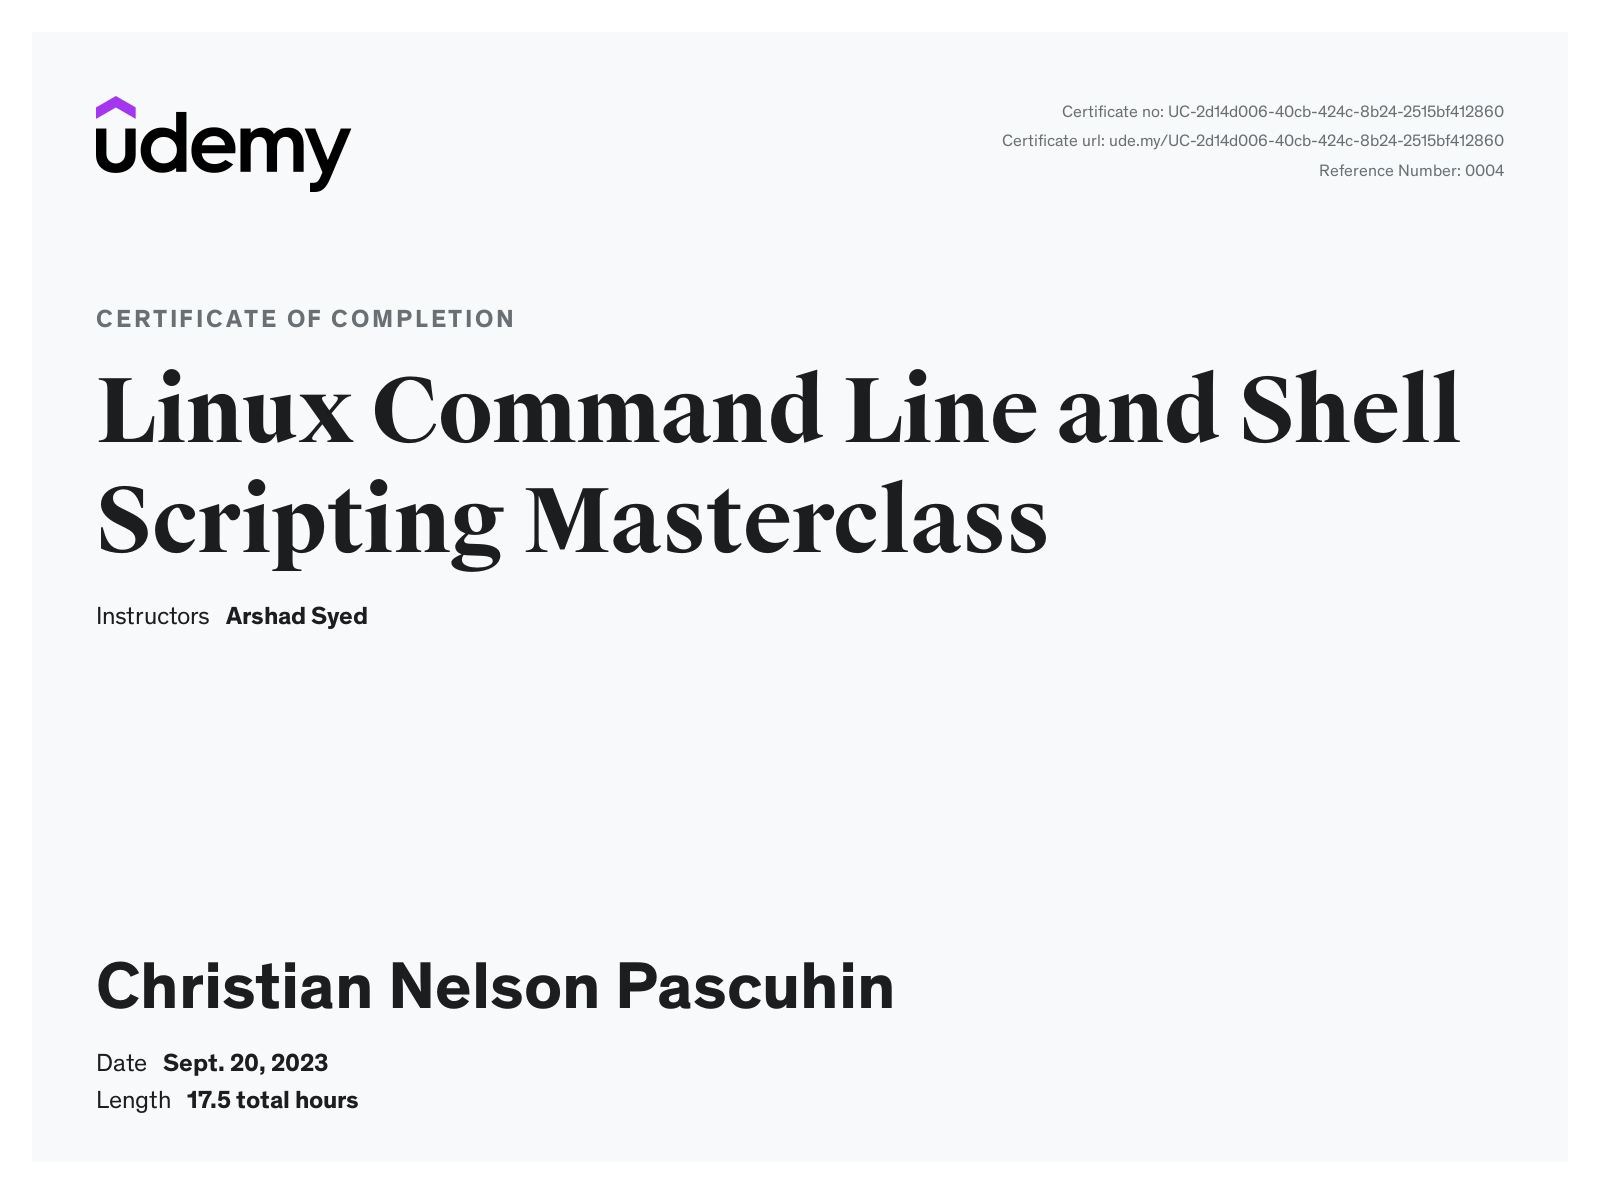 udemy
Certificate no: UC-2d14d006-40cb-424c-8b24-2515bf412860
Certificate url: ude.my/UC-2d14d006-40cb-424c-8b24-2515bf412860
Reference Number: 0004
CERTIFICATE OF COMPLETION
Linux Command Line and Shell
Scripting Masterclass
Instructors Arshad Syed
Christian Nelson Pascuhin
Date Sept. 20, 2023
Length 17.5 total hours